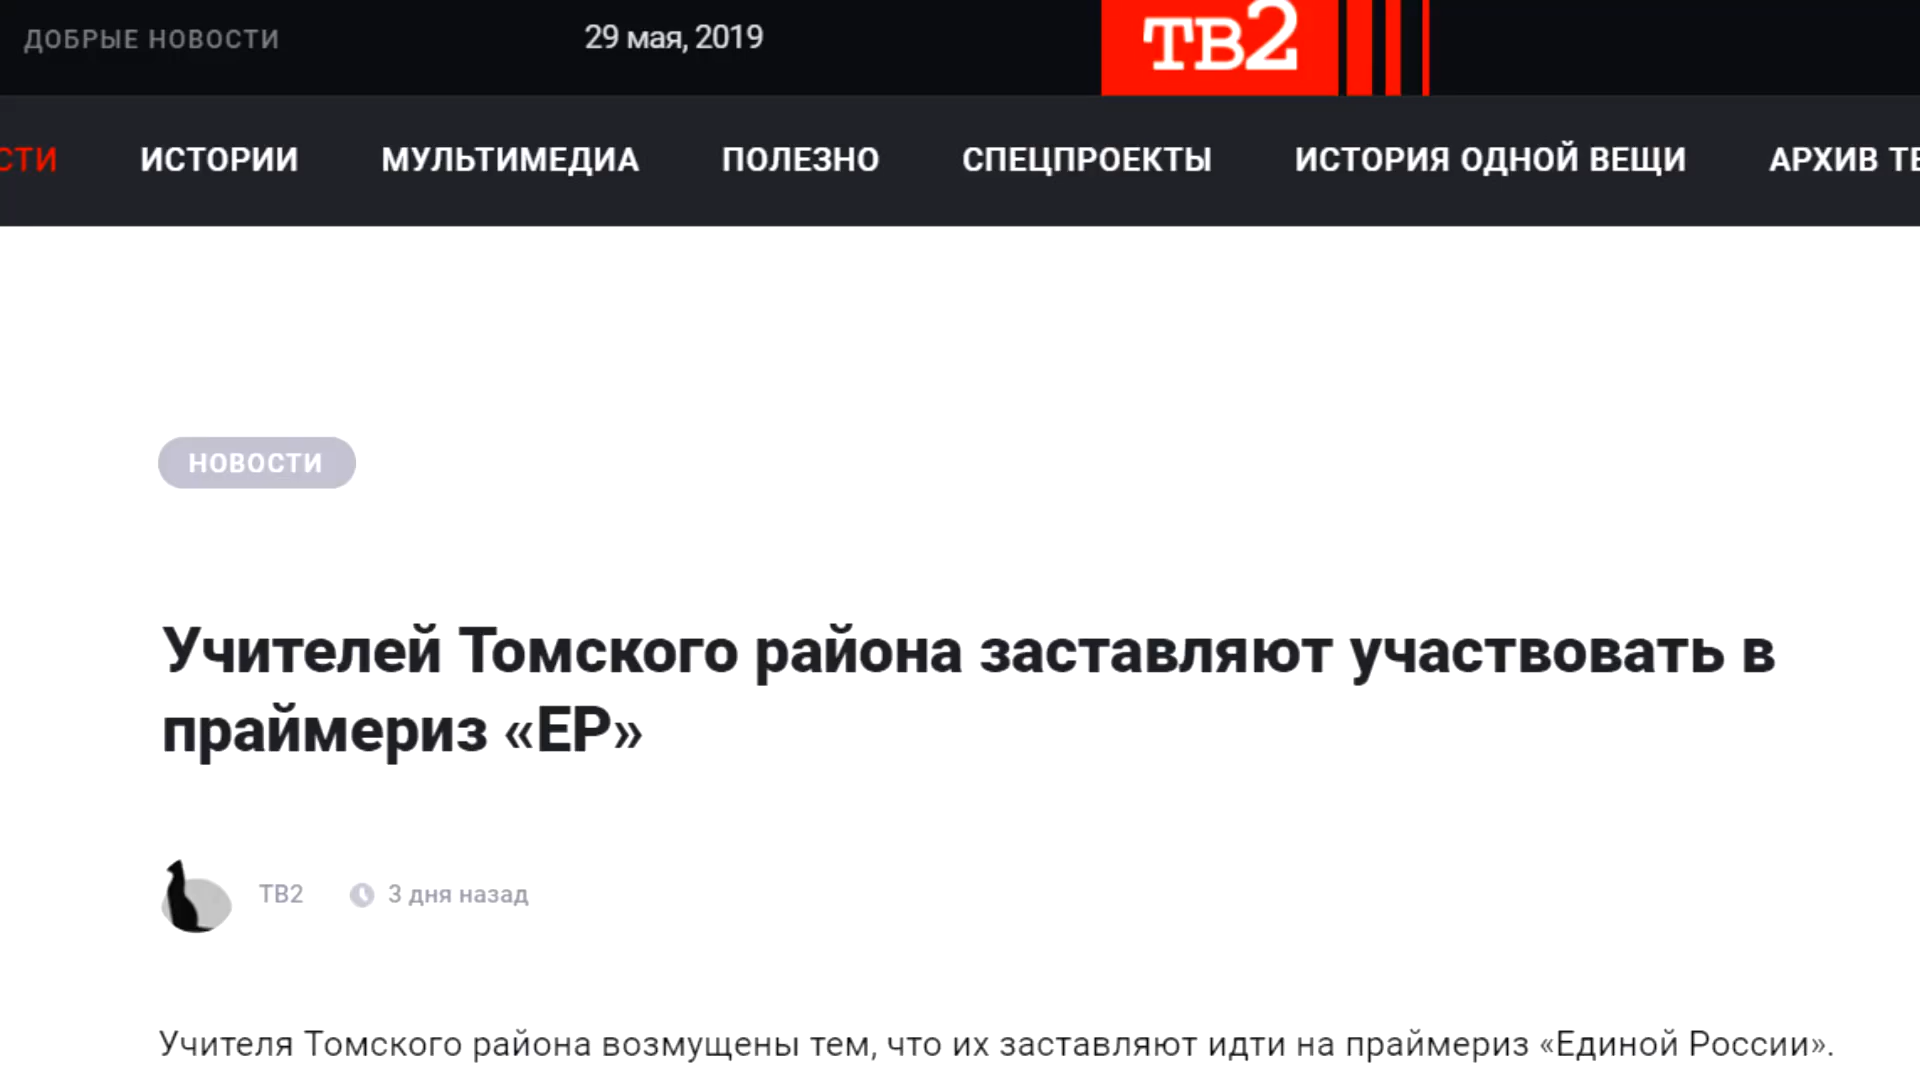 ДОБРЫЕ НОВОСТИ
29 мая, 2019
ТВ2
СТИ ИСТОРИИ МУЛЬТИМЕДИА ПОЛЕЗНО СПЕЦПРОЕКТЫ ИСТОРИЯ ОДНОЙ ВЕЩИ АРХИВ ТВ
НОВОСТИ
Учителей Томского района заставляют участвовать в
праймериз «ЕР»
ТВ2 3 дня назад
Учителя Томского района возмущены тем, что их заставляют идти на праймериз «Единой России».